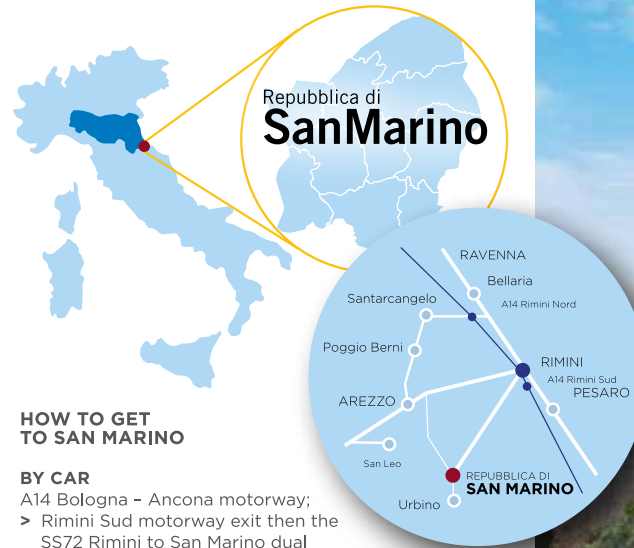 Repubblica di
SanMarino
RAVENNA
Bellaria
A14 Rimini Nord
Santarcangelo
Poggio Berni
RIMINI
A14 Rimini Sud
PESARO
AREZZO
San Leo
REPUBBLICA DI
SAN MARINO
Urbino
HOW TO GET
TO SAN MARINO
BY CAR
A14 Bologna – Ancona motorway;
> Rimini Sud motorway exit then the
SS72 Rimini to San Marino dual